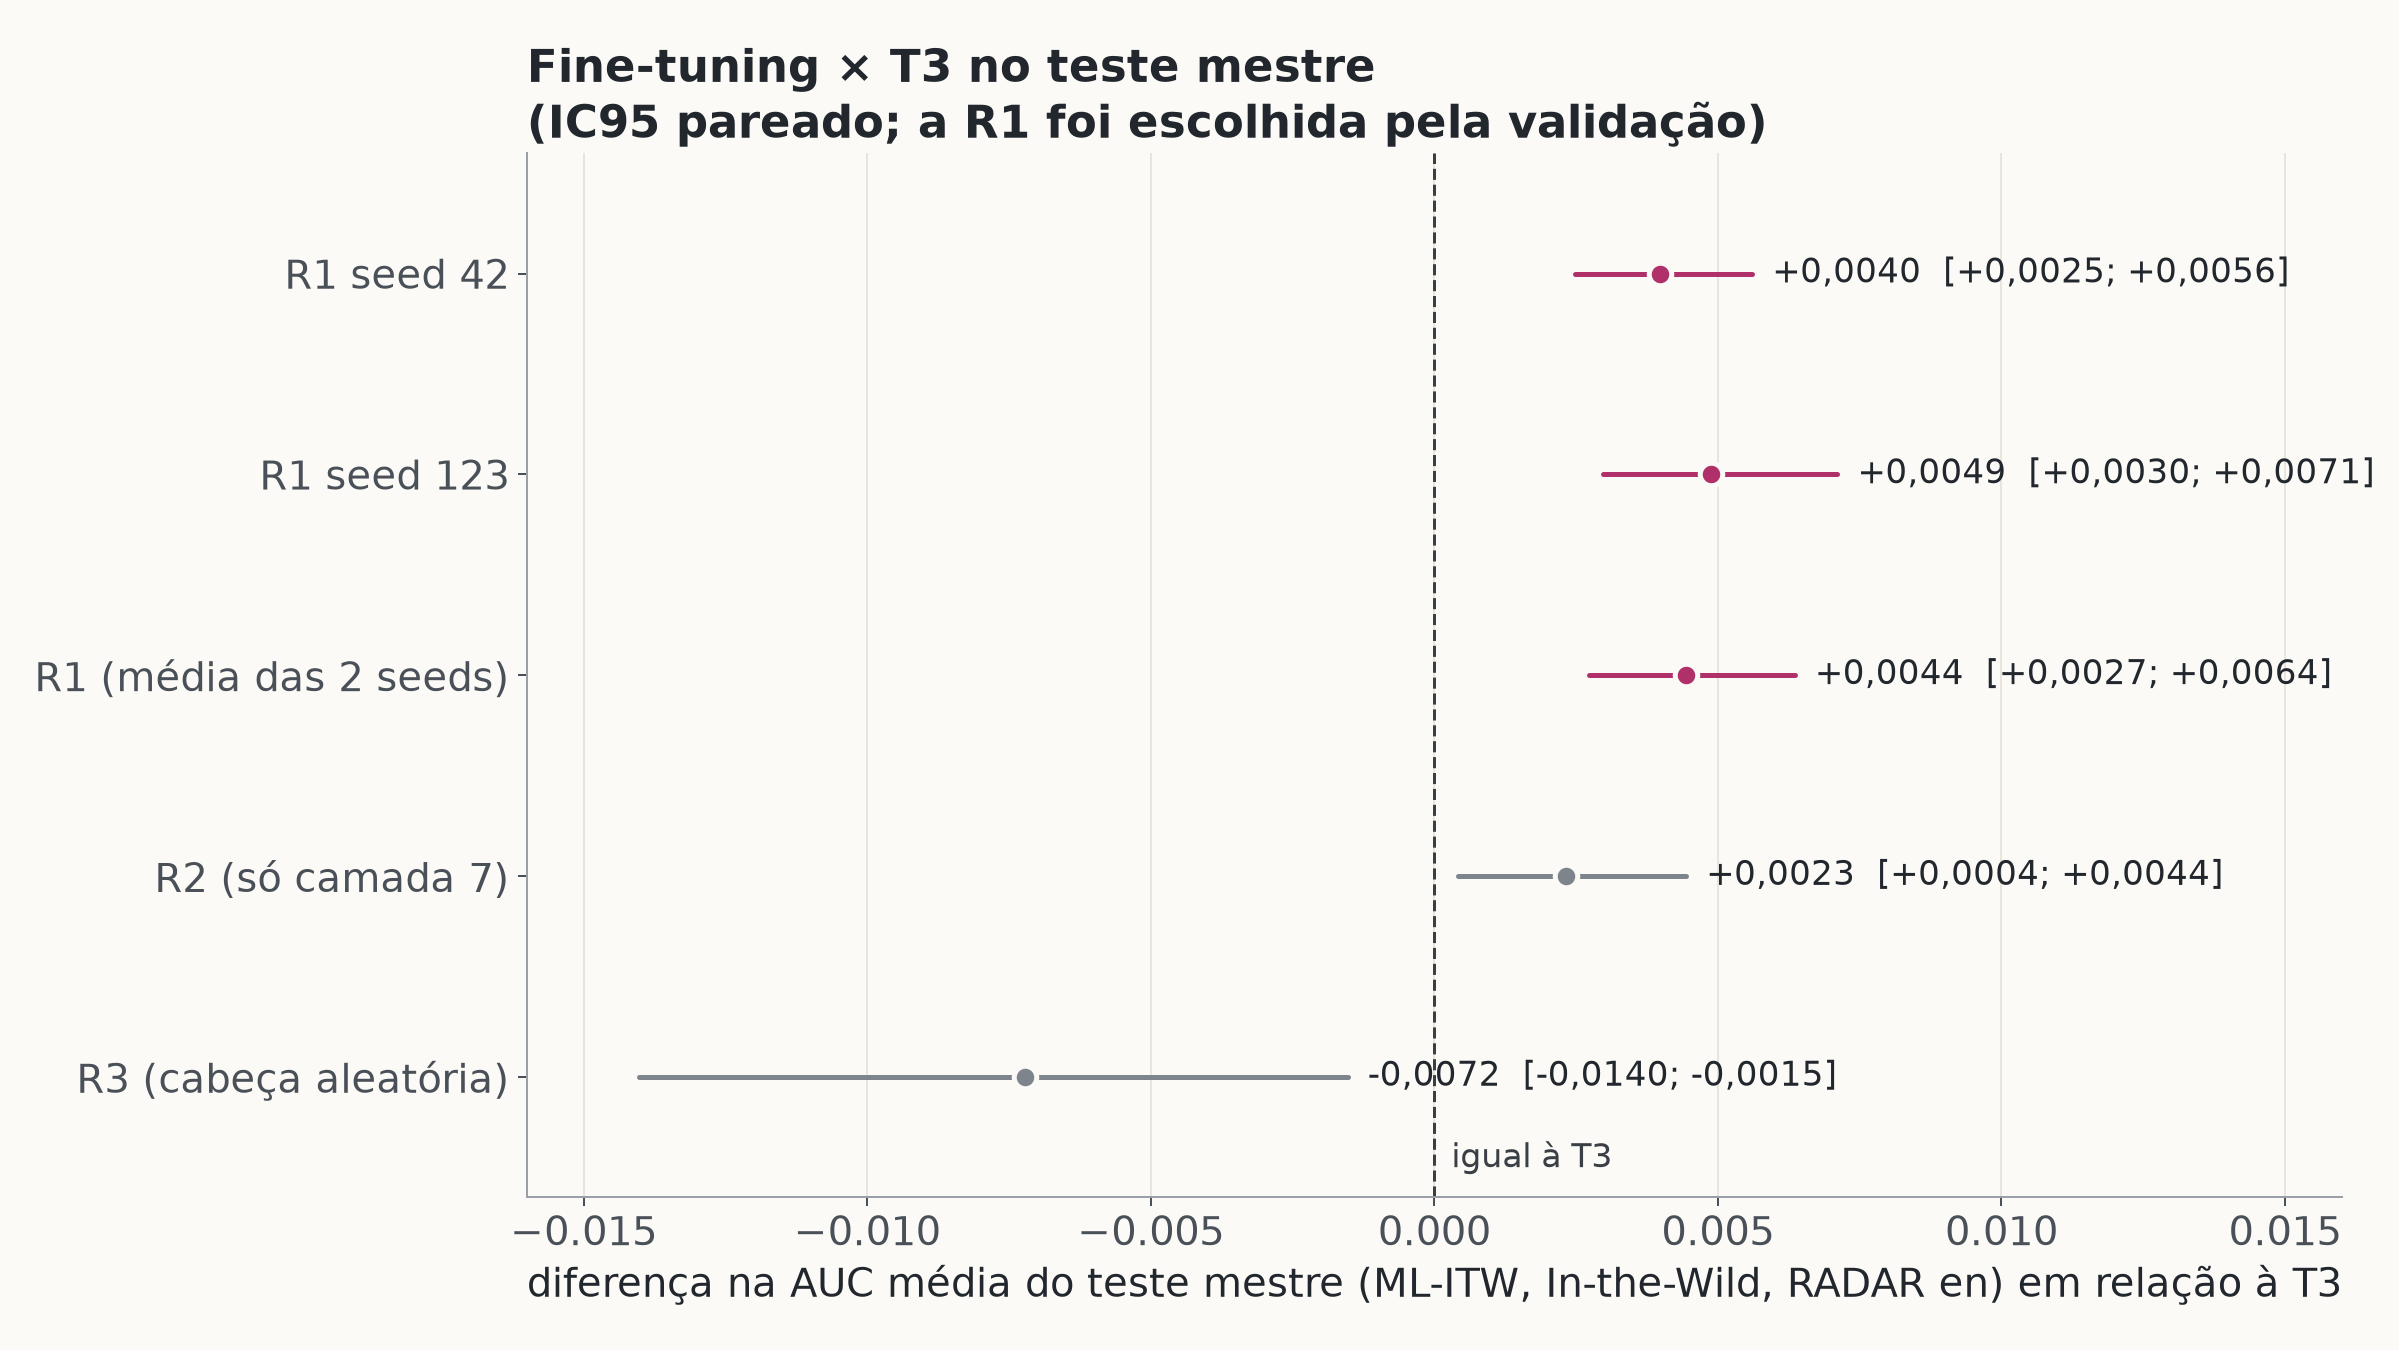 Fine-tuning × T3 no teste mestre
(IC95 pareado; a R1 foi escolhida pela validação)
R1 seed 42
+0,0040  [+0,0025; +0,0056]
R1 seed 123
+0,0049  [+0,0030; +0,0071]
R1 (média das 2 seeds)
+0,0044  [+0,0027; +0,0064]
R2 (só camada 7)
+0,0023  [+0,0004; +0,0044]
R3 (cabeça aleatória)
-0,0072  [-0,0140; -0,0015]
igual à T3
−0.015 −0.010 −0.005 0.000 0.005 0.010 0.015
diferença na AUC média do teste mestre (ML-ITW, In-the-Wild, RADAR en) em relação à T3